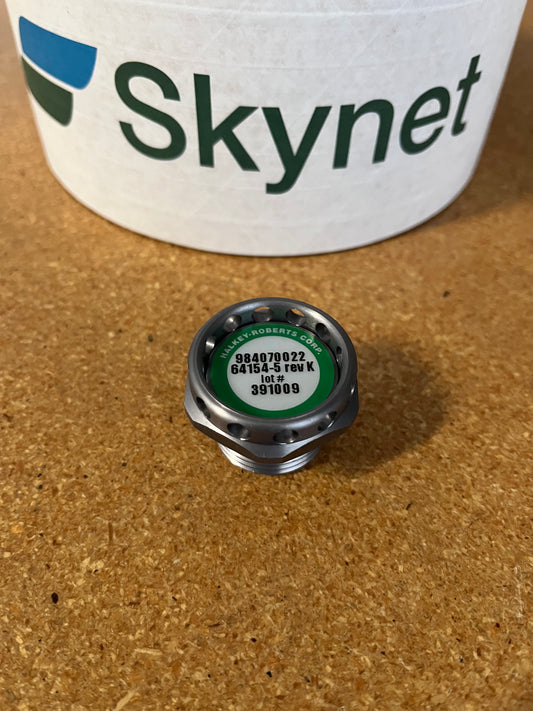 Skynet
HALKEY-ROBERTS CORP.
984070022
64154-5 rev K
lot #
391009